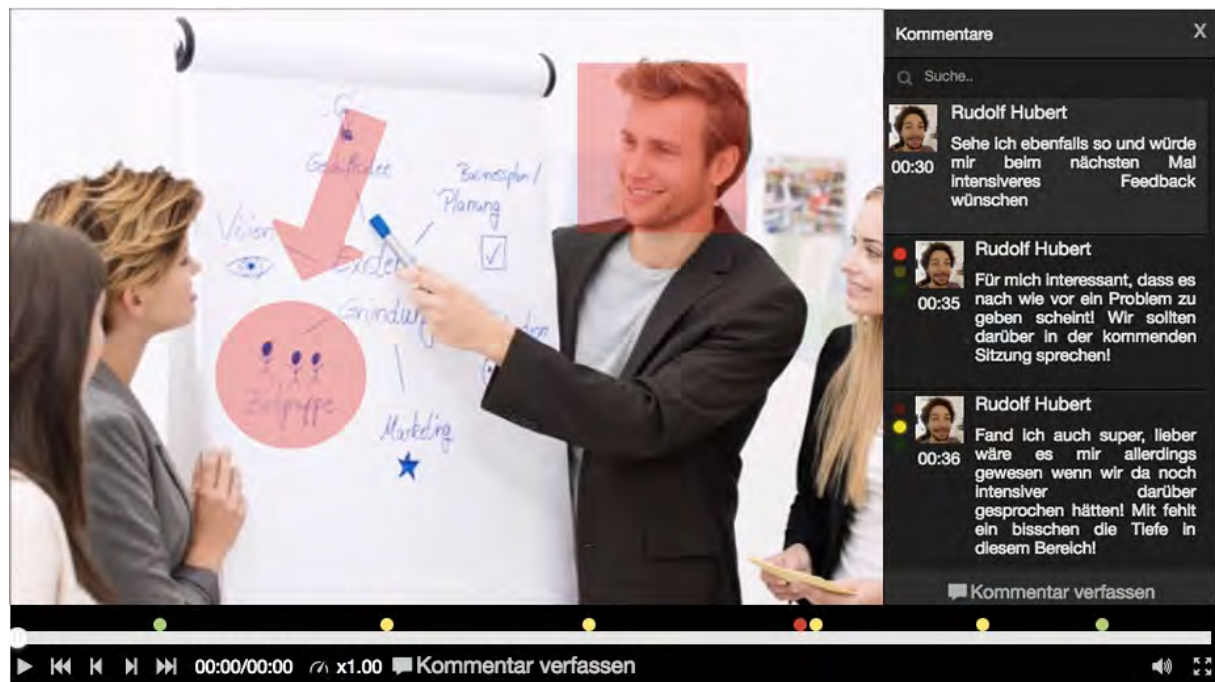 Kommentare X
Suche..
Rudolf Hubert
Sehe ich ebenfalls so und würde
mir beim nächsten Mal
intensiveres Feedback
wünschen
00:30
Rudolf Hubert
Für mich interessant, dass es
nach wie vor ein Problem zu
geben scheint! Wir sollten
darüber in der kommenden
Sitzung sprechen!
00:35
Rudolf Hubert
Fand ich auch super, lieber
wäre es mir allerdings
gewesen wenn wir da noch
intensiver darüber
gesprochen hätten! Mit fehlt
ein bisschen die Tiefe in
diesem Bereich!
00:36
Kommentar verfassen
Businessplan /
Planung
Vision
Gründung
Zielgruppe
Marketing
00:00/00:00 x1.00 Kommentar verfassen